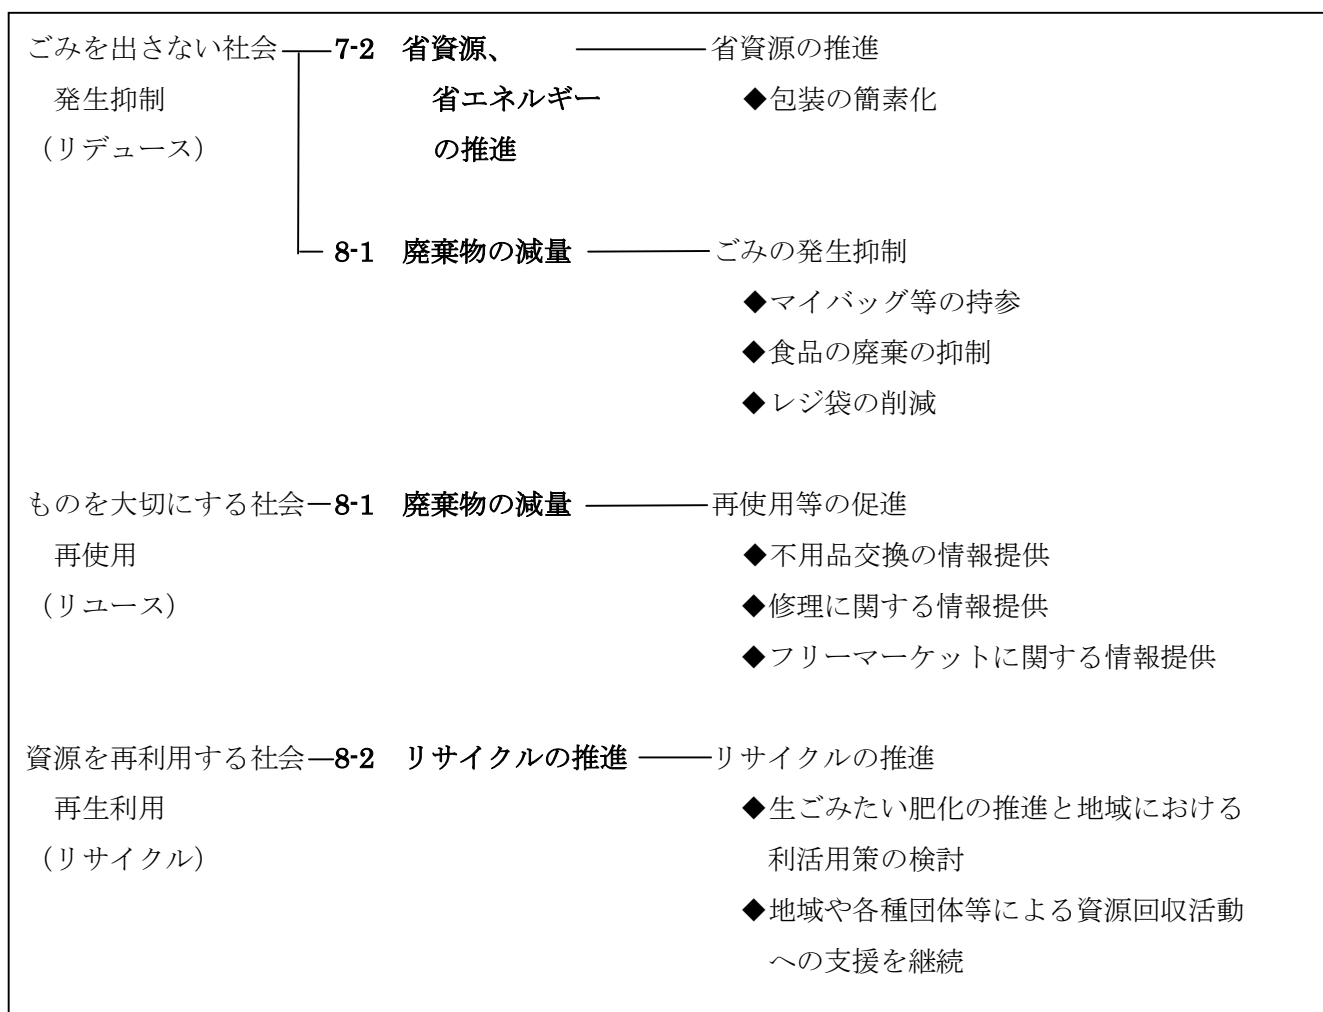 ごみを出さない社会 7-2 省資源、 省資源の推進
発生抑制 省エネルギー ◆包装の簡素化
（リデュース） の推進
8-1 廃棄物の減量 ごみの発生抑制
◆マイバッグ等の持参
◆食品の廃棄の抑制
◆レジ袋の削減
ものを大切にする社会 8-1 廃棄物の減量 再使用等の促進
再使用 ◆不用品交換の情報提供
（リユース） ◆修理に関する情報提供
◆フリーマーケットに関する情報提供
資源を再利用する社会 8-2 リサイクルの推進 リサイクルの推進
再生利用 ◆生ごみたい肥化の推進と地域における
（リサイクル） 利活用策の検討
◆地域や各種団体等による資源回収活動
への支援を継続